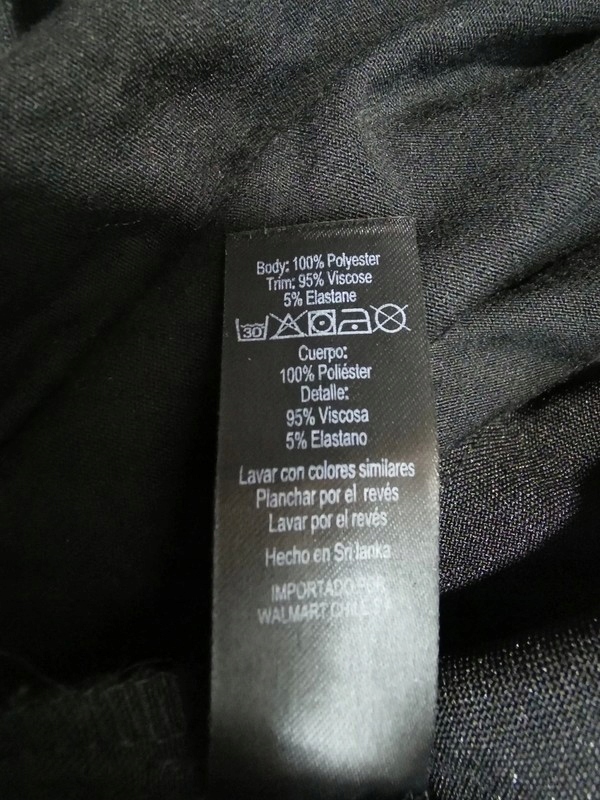 Body: 100% Polyester
Trim: 95% Viscose
5% Elastane
30
Cuerpo:
100% Poliéster
Detalle:
95% Viscosa
5% Elastano
Lavar con colores similares
Planchar por el revés
Lavar por el revés
Hecho en Sri lanka
IMPORTADO POR
WALMART CHILE S.A